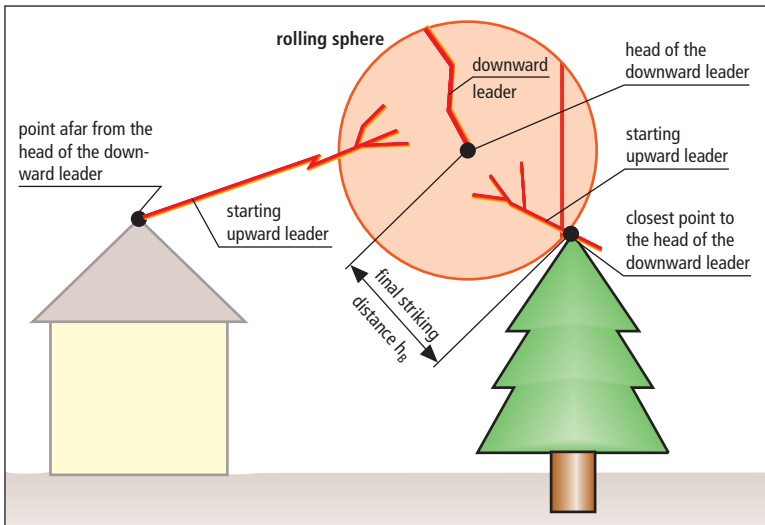 rolling sphere
downward
leader
head of the
downward leader
point afar from the
head of the down-
ward leader
starting
upward leader
starting
upward leader
closest point to
the head of the
downward leader
final striking
distance hB